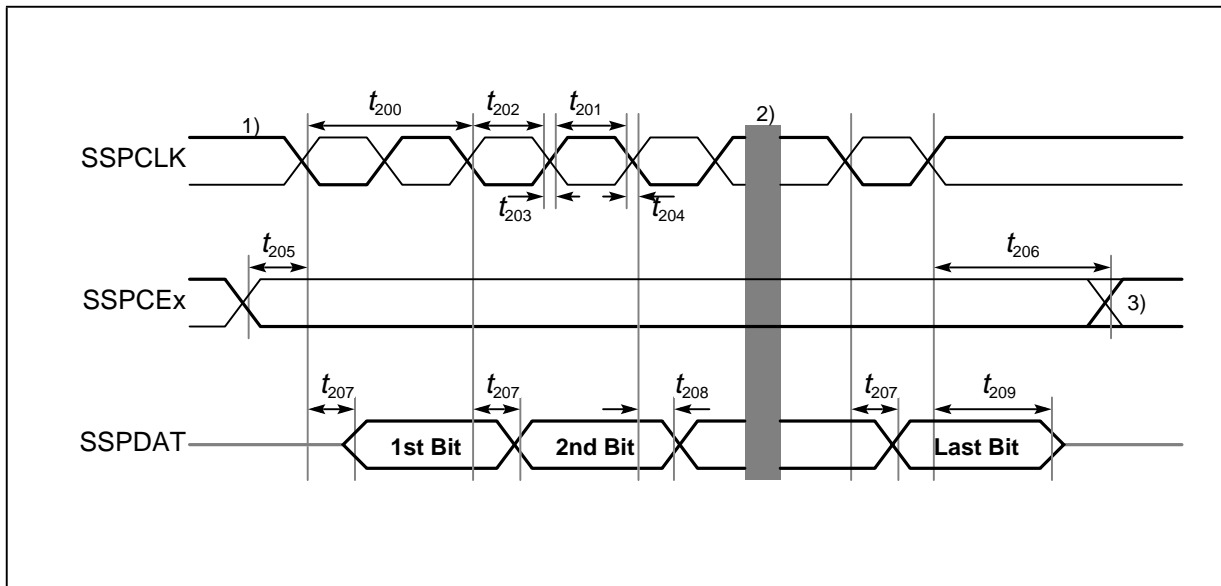 1)
t200
t202
t201
2)
SSPCLK
t203
t204
t205
t206
SSPCEx
3)
t207
t207
t208
t207
t209
SSPDAT
1st Bit
2nd Bit
Last Bit